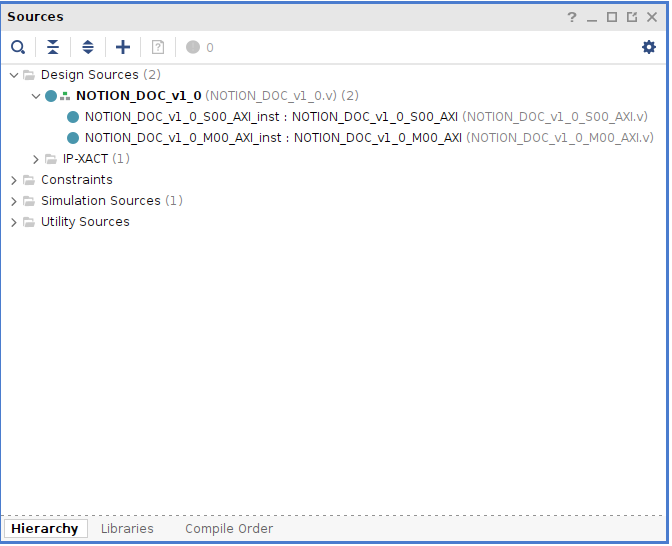 Sources
? 0
Design Sources (2)
NOTION_DOC_v1_0 (NOTION_DOC_v1_0.v) (2)
NOTION_DOC_v1_0_S00_AXI_inst : NOTION_DOC_v1_0_S00_AXI (NOTION_DOC_v1_0_S00_AXI.v)
NOTION_DOC_v1_0_M00_AXI_inst : NOTION_DOC_v1_0_M00_AXI (NOTION_DOC_v1_0_M00_AXI.v)
IP-XACT (1)
Constraints
Simulation Sources (1)
Utility Sources
Hierarchy Libraries Compile Order